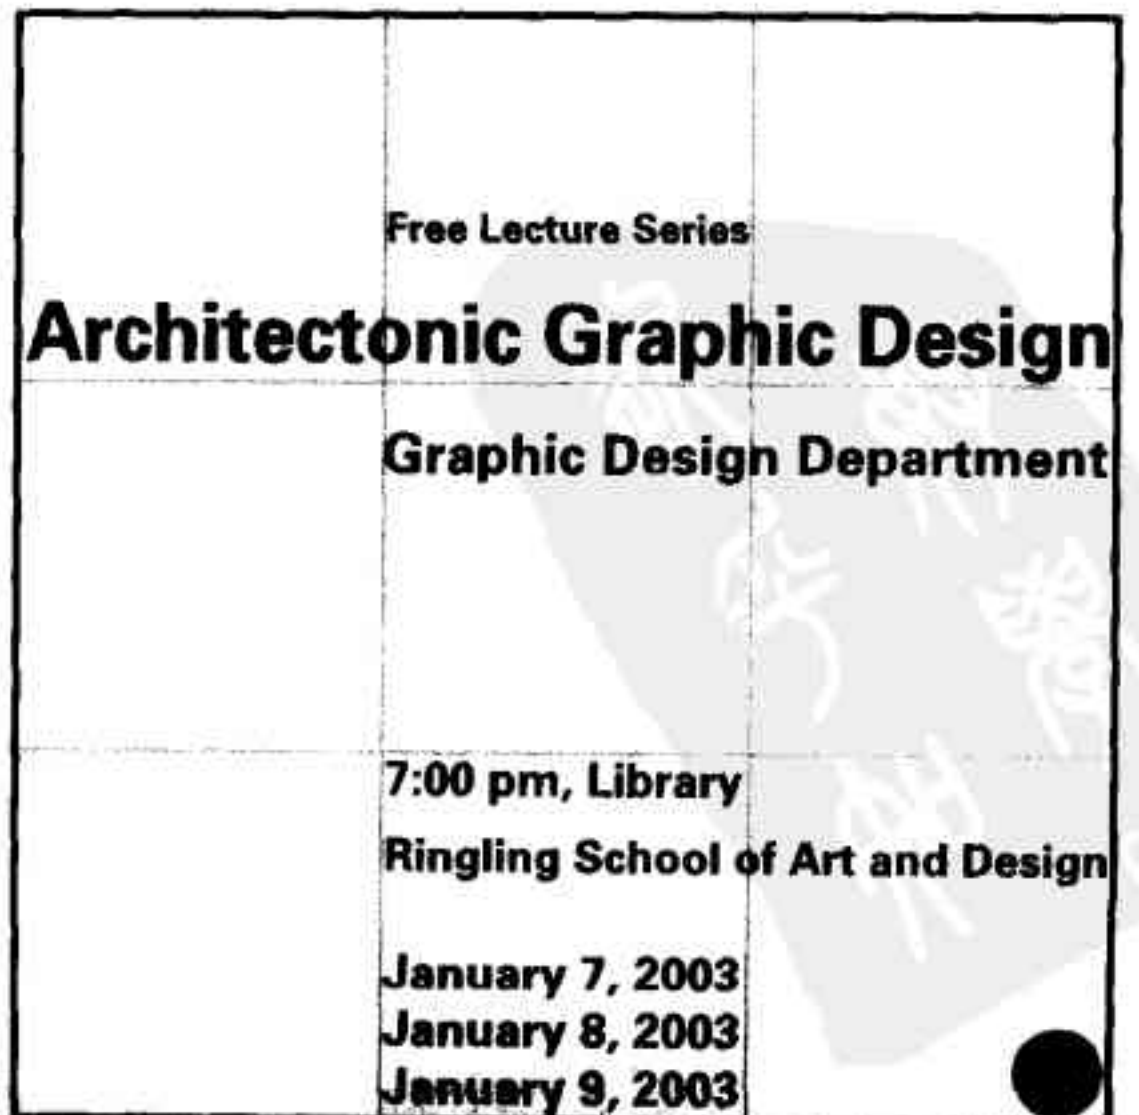 Free Lecture Series
Architectonic Graphic Design
Graphic Design Department
7:00 pm, Library
Ringling School of Art and Design
January 7, 2003
January 8, 2003
January 9, 2003